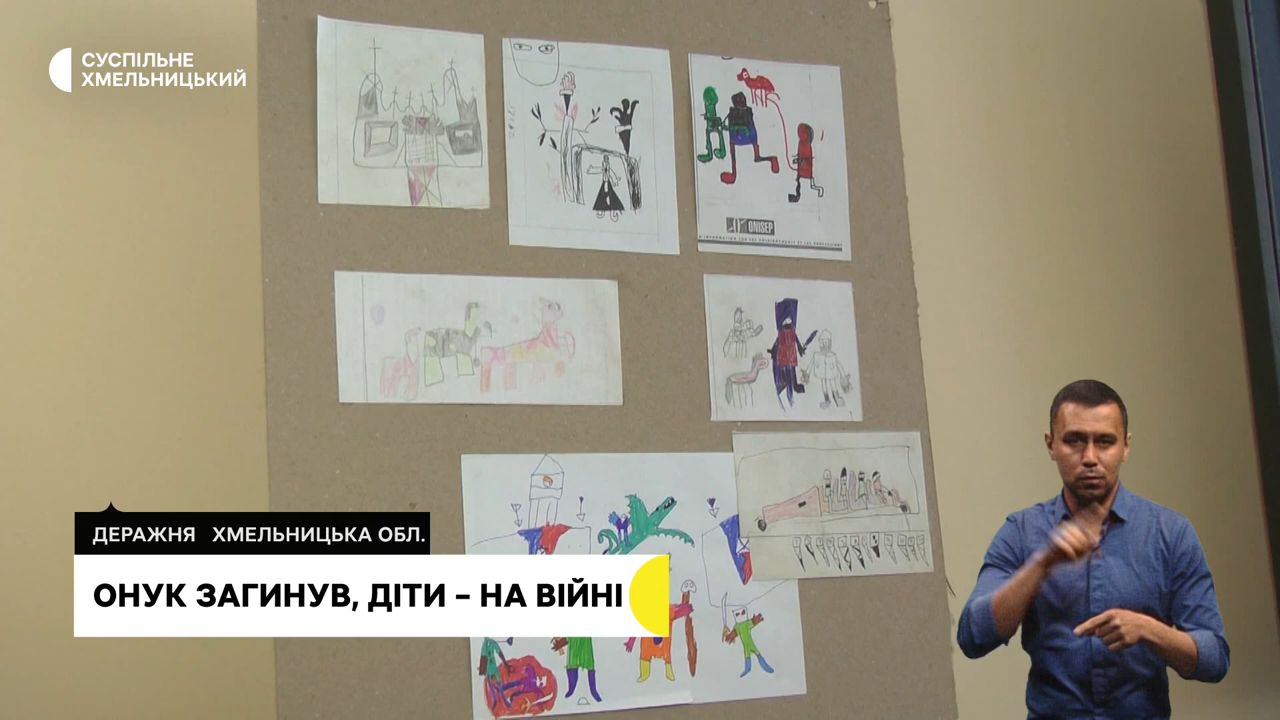 СУСПІЛЬНЕ
ХМЕЛЬНИЦЬКИЙ
ONISEP
ДЕРАЖНЯ ХМЕЛЬНИЦЬКА ОБЛ.
ОНУК ЗАГИНУВ, ДІТИ – НА ВІЙНІ